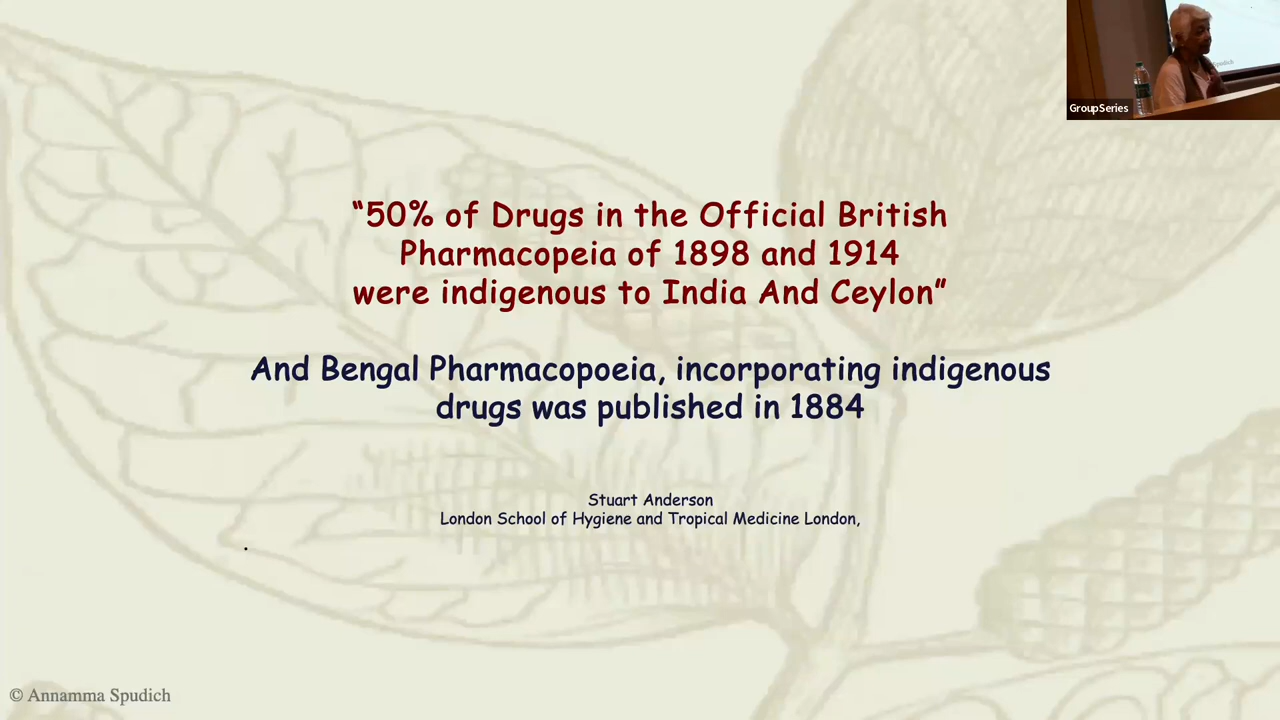 GroupSeries
“50% of Drugs in the Official British
Pharmacopeia of 1898 and 1914
were indigenous to India And Ceylon”
And Bengal Pharmacopoeia, incorporating indigenous
drugs was published in 1884
Stuart Anderson
London School of Hygiene and Tropical Medicine London,
.
© Annamma Spudich